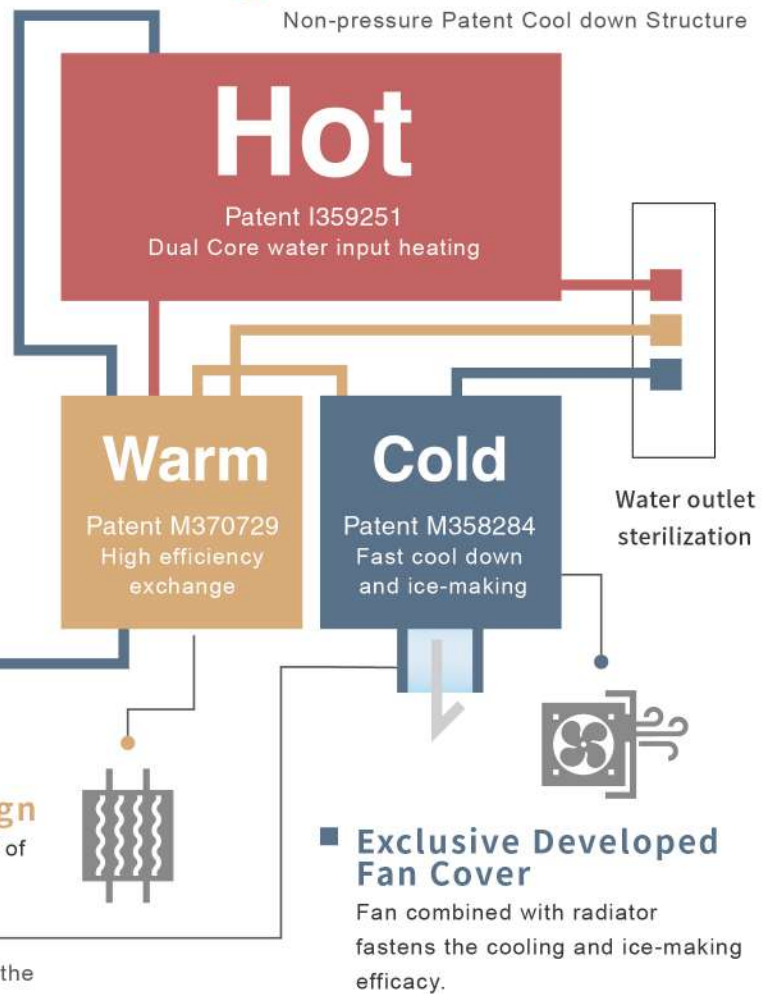 Non-pressure Patent Cool down Structure
Hot
Patent I359251
Dual Core water input heating
Warm
Patent M370729
High efficiency
exchange
Cold
Patent M358284
Fast cool down
and ice-making
Water outlet
sterilization
gn
of
the
Exclusive Developed
Fan Cover
Fan combined with radiator
fastens the cooling and ice-making
efficacy.